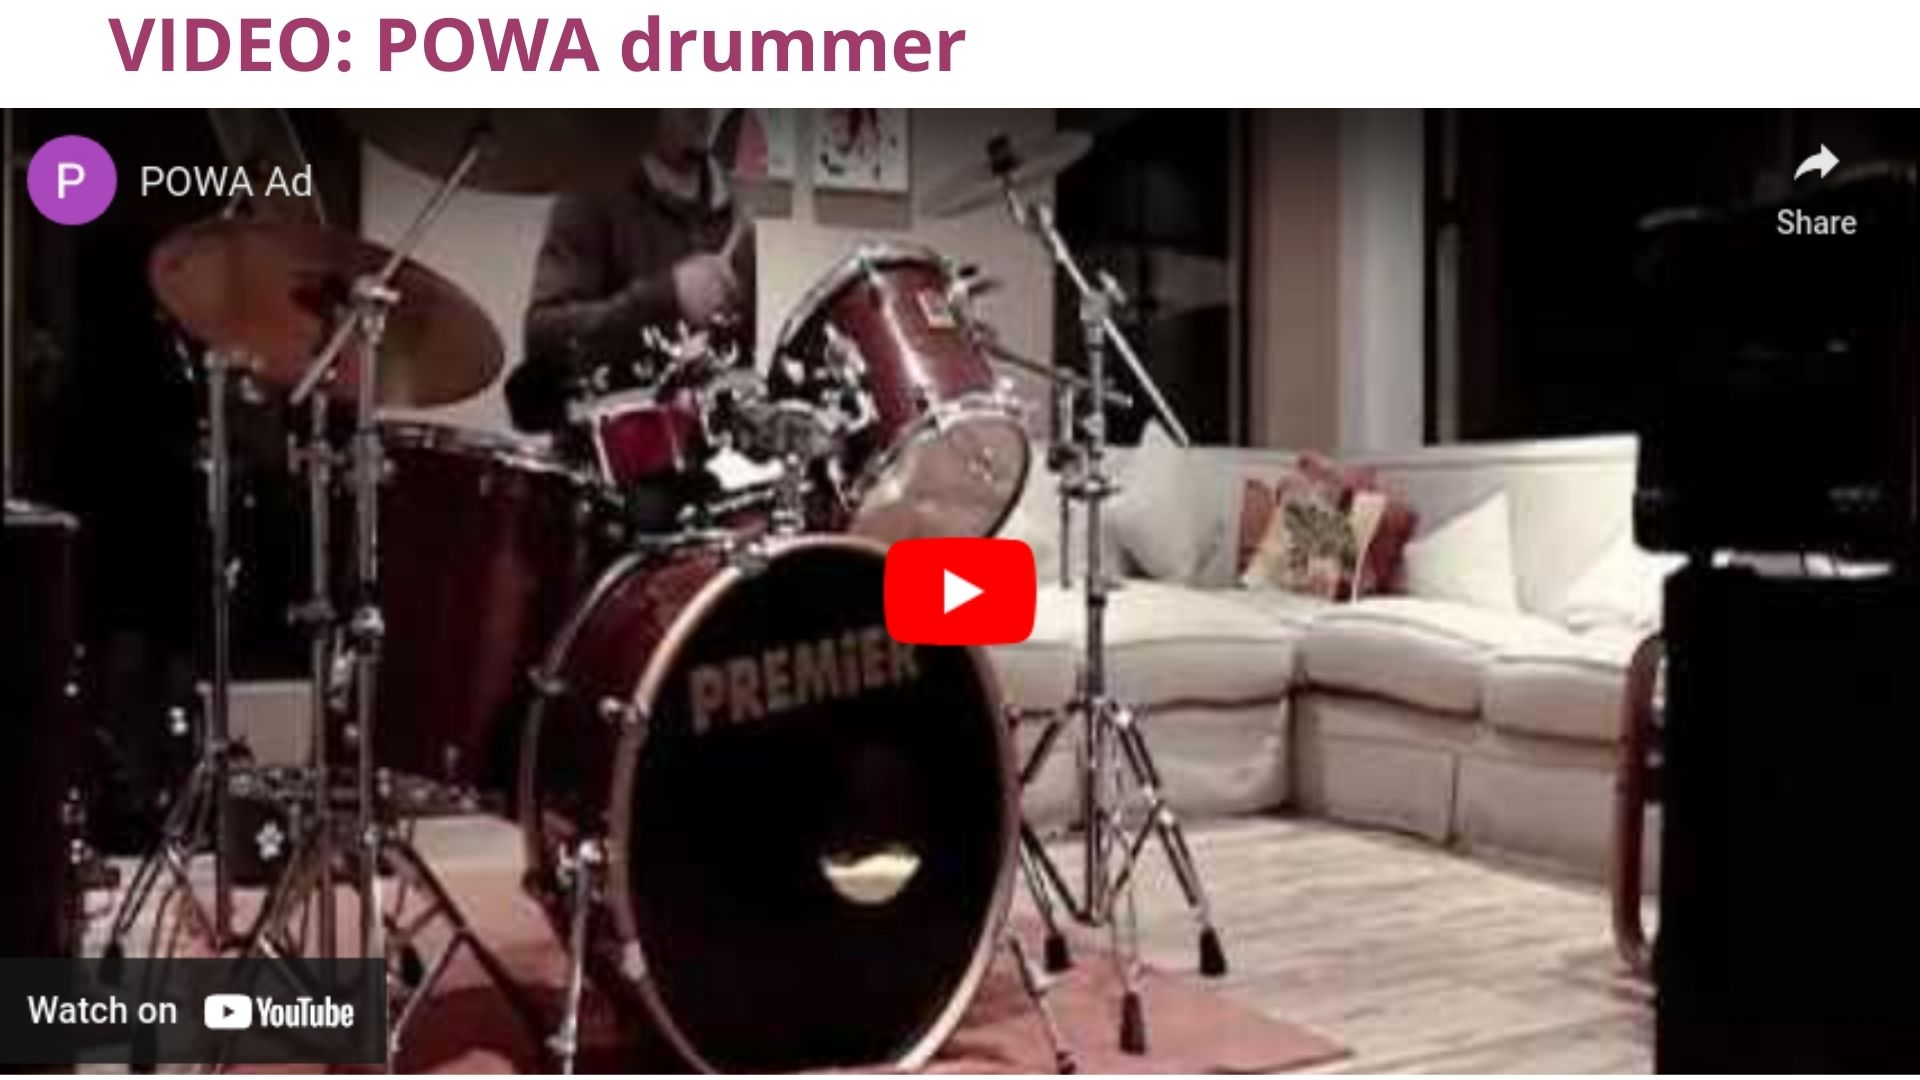 VIDEO: POWA drummer
P
POWA Ad
Share
PREMIER
Watch on YouTube